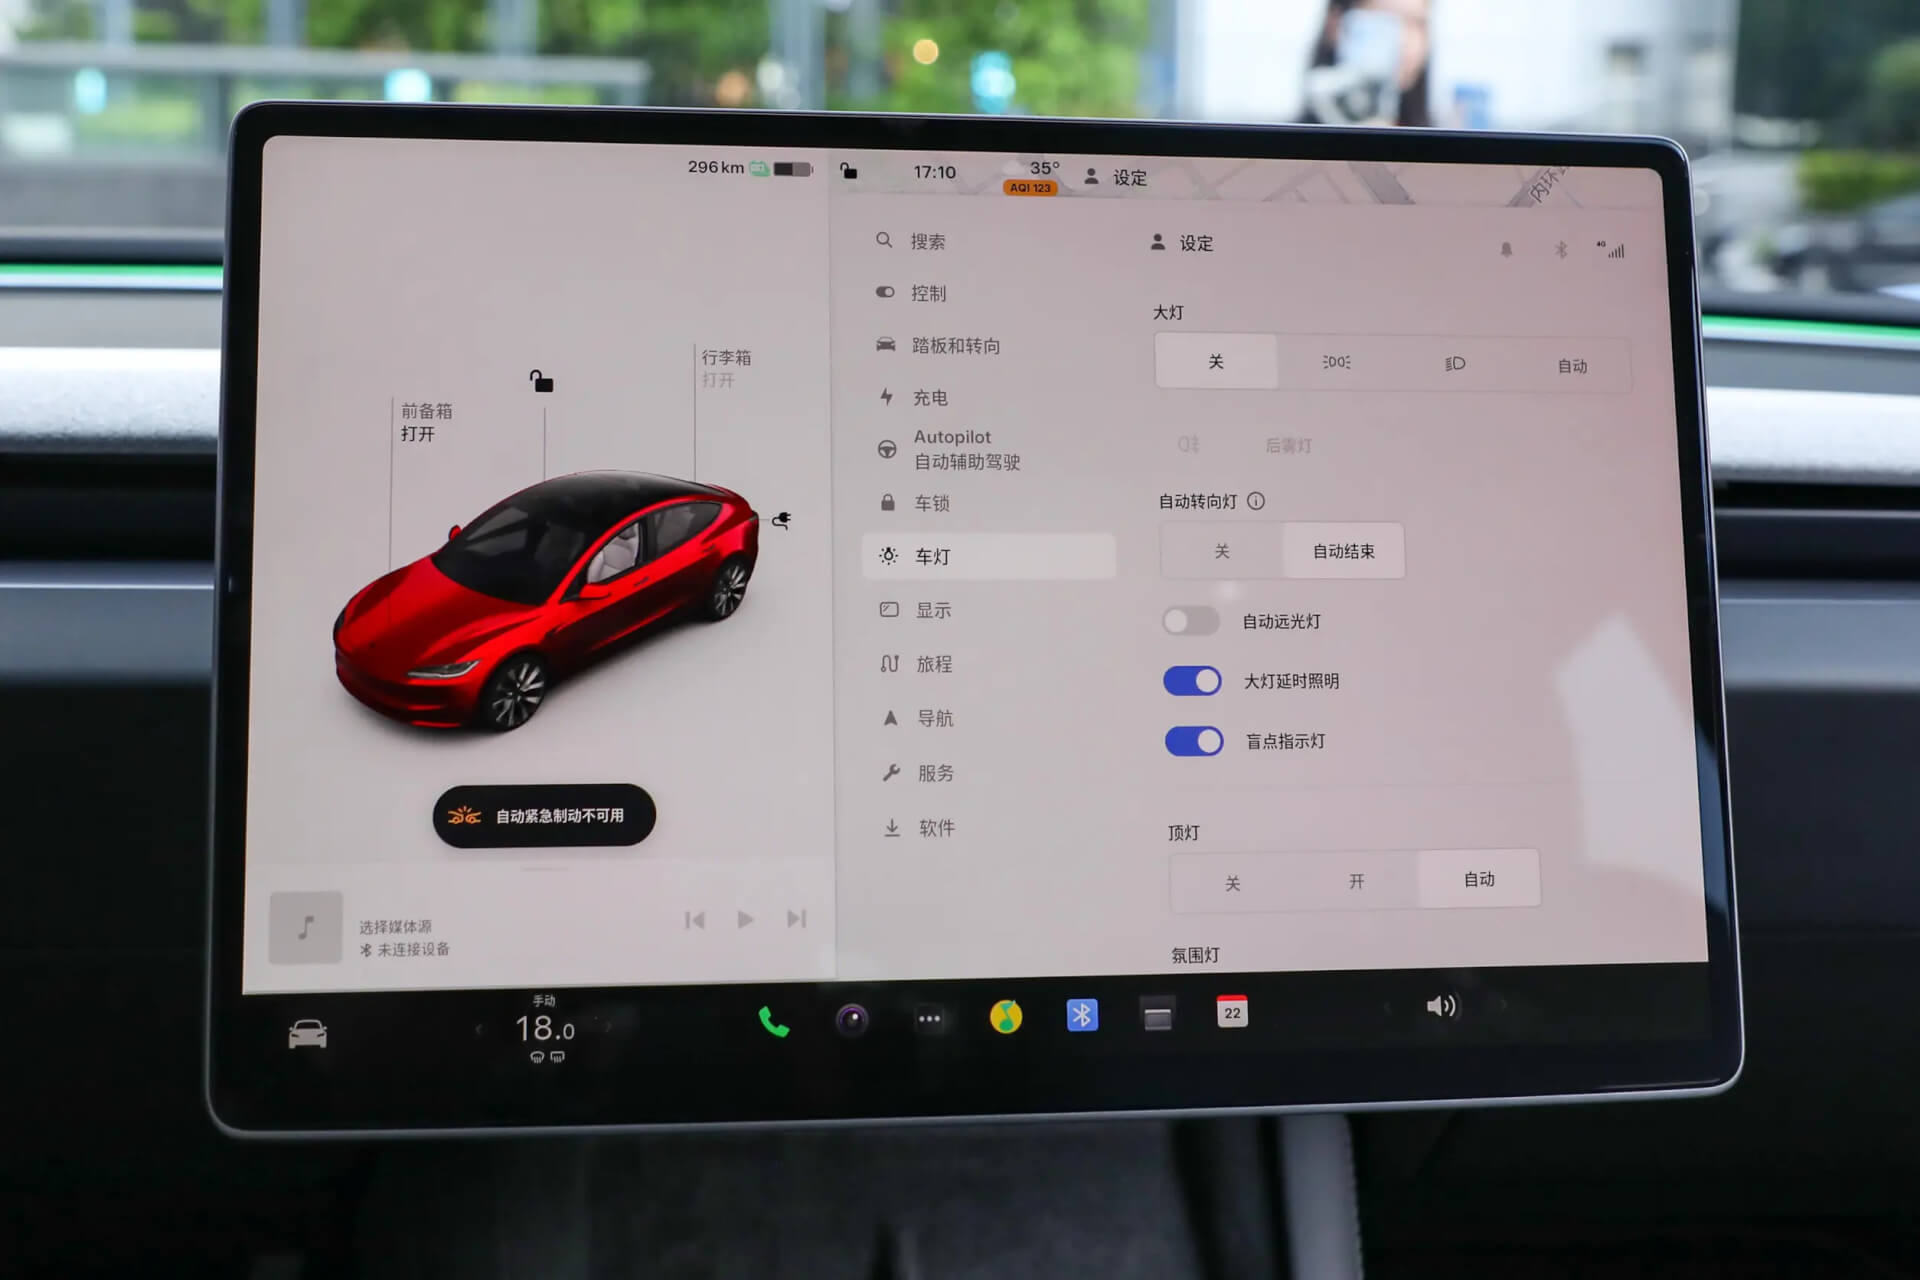 296 km
17:10
35°
AQI 123
设定
内环
前备箱
打开
行李箱
打开
自动紧急制动不可用
选择媒体源
未连接设备
搜索
控制
踏板和转向
充电
Autopilot
自动辅助驾驶
车锁
车灯
显示
旅程
导航
服务
软件
设定
4G
大灯
关
自动
后雾灯
自动转向灯
关
自动结束
自动远光灯
大灯延时照明
盲点指示灯
顶灯
关
开
自动
氛围灯
手动
18.0
22